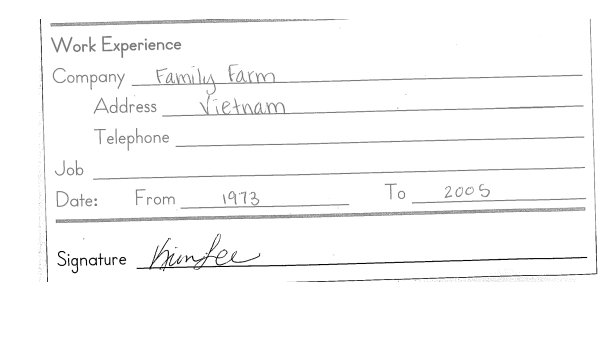 Work Experience
Company Family Farm
Address Vietnam
Telephone
Job
Date: From 1973 To 2005
Signature Kim Lee